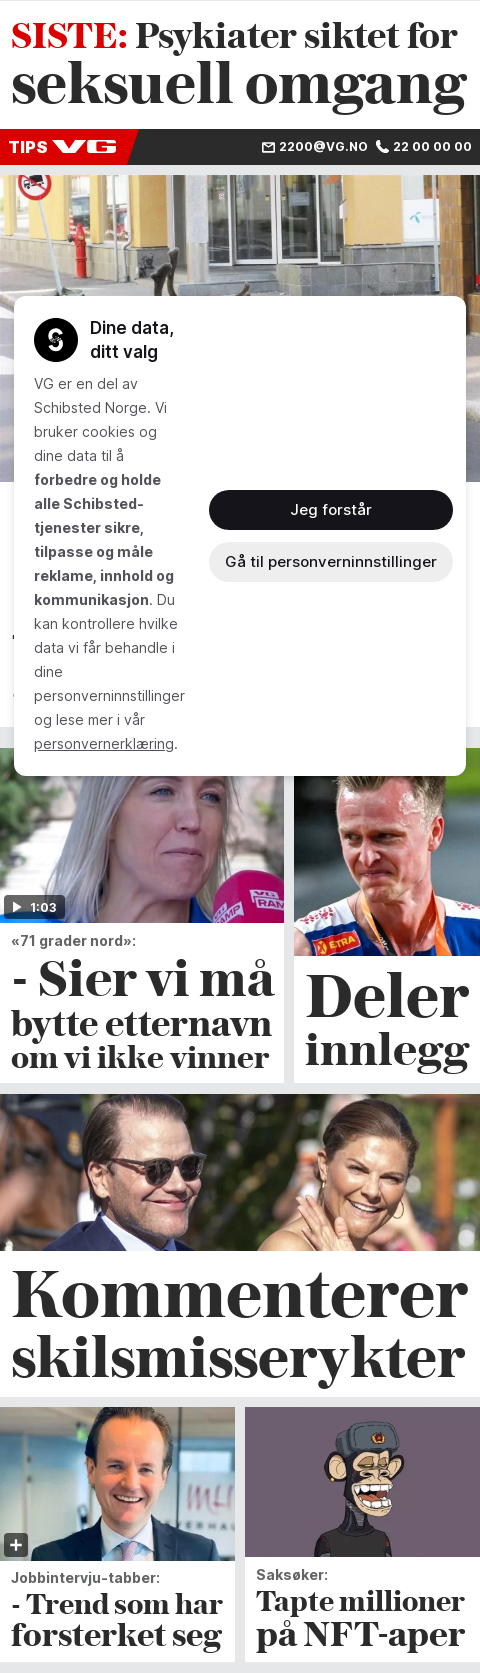 SISTE: Psykiater siktet for
seksuell omgang
TIPS VG
2200@VG.NO
22 00 00 00
Dine data,
ditt valg
VG er en del av
Schibsted Norge. Vi
bruker cookies og
dine data til å
forbedre og holde
alle Schibsted-
tjenester sikre,
tilpasse og måle
reklame, innhold og
kommunikasjon. Du
kan kontrollere hvilke
data vi får behandle i
dine
personverninnstillinger
og lese mer i vår
personvernerklæring.
Jeg forstår
Gå til personverninnstillinger
1:03
VG
«71 grader nord»:
- Sier vi må
bytte etternavn
om vi ikke vinner
ETRA
Deler
innlegg
Kommenterer
skilsmisserykter
Jobbintervju-tabber:
- Trend som har
forsterket seg
Saksøker:
Tapte millioner
på NFT-aper